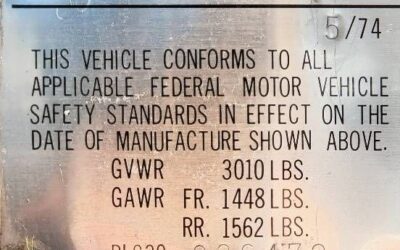 5/74
THIS VEHICLE CONFORMS TO ALL
APPLICABLE FEDERAL MOTOR VEHICLE
SAFETY STANDARDS IN EFFECT ON THE
DATE OF MANUFACTURE SHOWN ABOVE.
GVWR 3010 LBS.
GAWR FR. 1448 LBS.
RR. 1562 LBS.